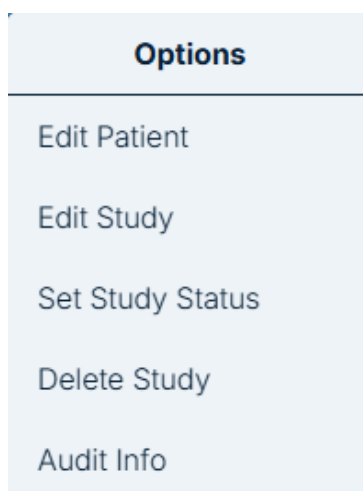 Options
Edit Patient
Edit Study
Set Study Status
Delete Study
Audit Info